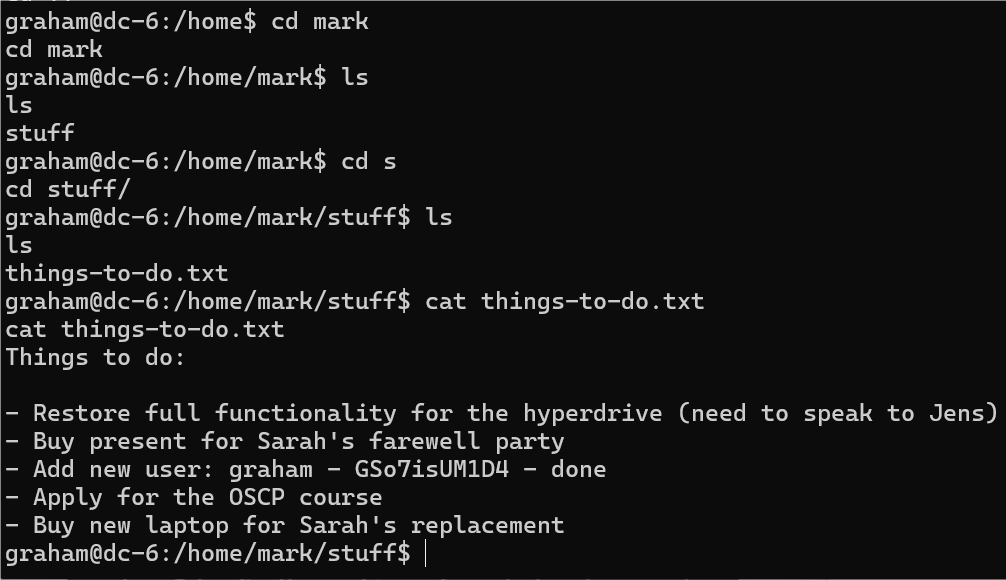 graham@dc-6:/home$ cd mark
cd mark
graham@dc-6:/home/mark$ ls
ls
stuff
graham@dc-6:/home/mark$ cd s
cd stuff/
graham@dc-6:/home/mark/stuff$ ls
ls
things-to-do.txt
graham@dc-6:/home/mark/stuff$ cat things-to-do.txt
cat things-to-do.txt
Things to do:

- Restore full functionality for the hyperdrive (need to speak to Jens)
- Buy present for Sarah's farewell party
- Add new user: graham - GSo7isUM1D4 - done
- Apply for the OSCP course
- Buy new laptop for Sarah's replacement
graham@dc-6:/home/mark/stuff$